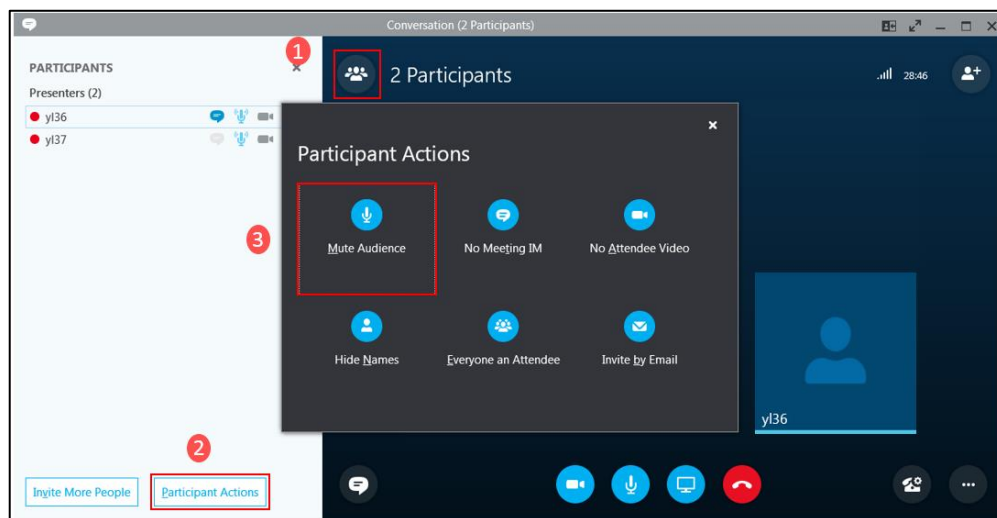 Conversation (2 Participants)
1
PARTICIPANTS
Presenters (2)
yl36
yl37
2 Participants
28:46
Participant Actions
3
Mute Audience
No Meeting IM
No Attendee Video
Hide Names
Everyone an Attendee
Invite by Email
yl36
2
Invite More People
Participant Actions